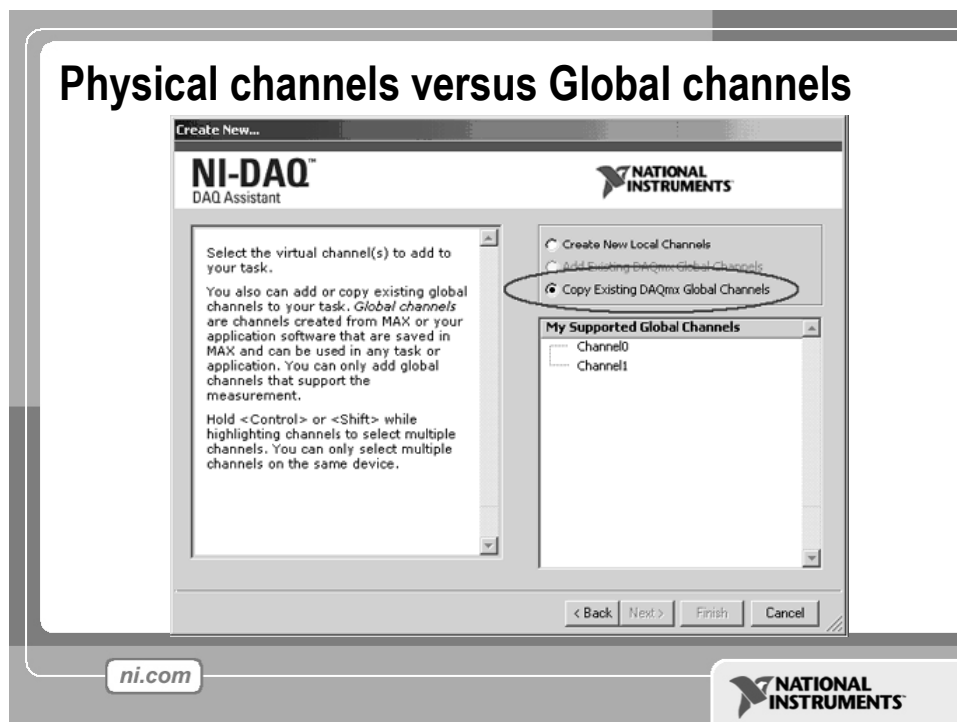 Physical channels versus Global channels
Create New...
NI-DAQ™
DAQ Assistant
NATIONAL
INSTRUMENTS
Select the virtual channel(s) to add to
your task.
You also can add or copy existing global
channels to your task. Global channels
are channels created from MAX or your
application software that are saved in
MAX and can be used in any task or
application. You can only add global
channels that support the
measurement.
Hold <Control> or <Shift> while
highlighting channels to select multiple
channels. You can only select multiple
channels on the same device.
Create New Local Channels
Add Existing DAQmx Global Channels
Copy Existing DAQmx Global Channels
My Supported Global Channels
Channel0
Channel1
< Back
Next >
Finish
Cancel
ni.com
NATIONAL
INSTRUMENTS